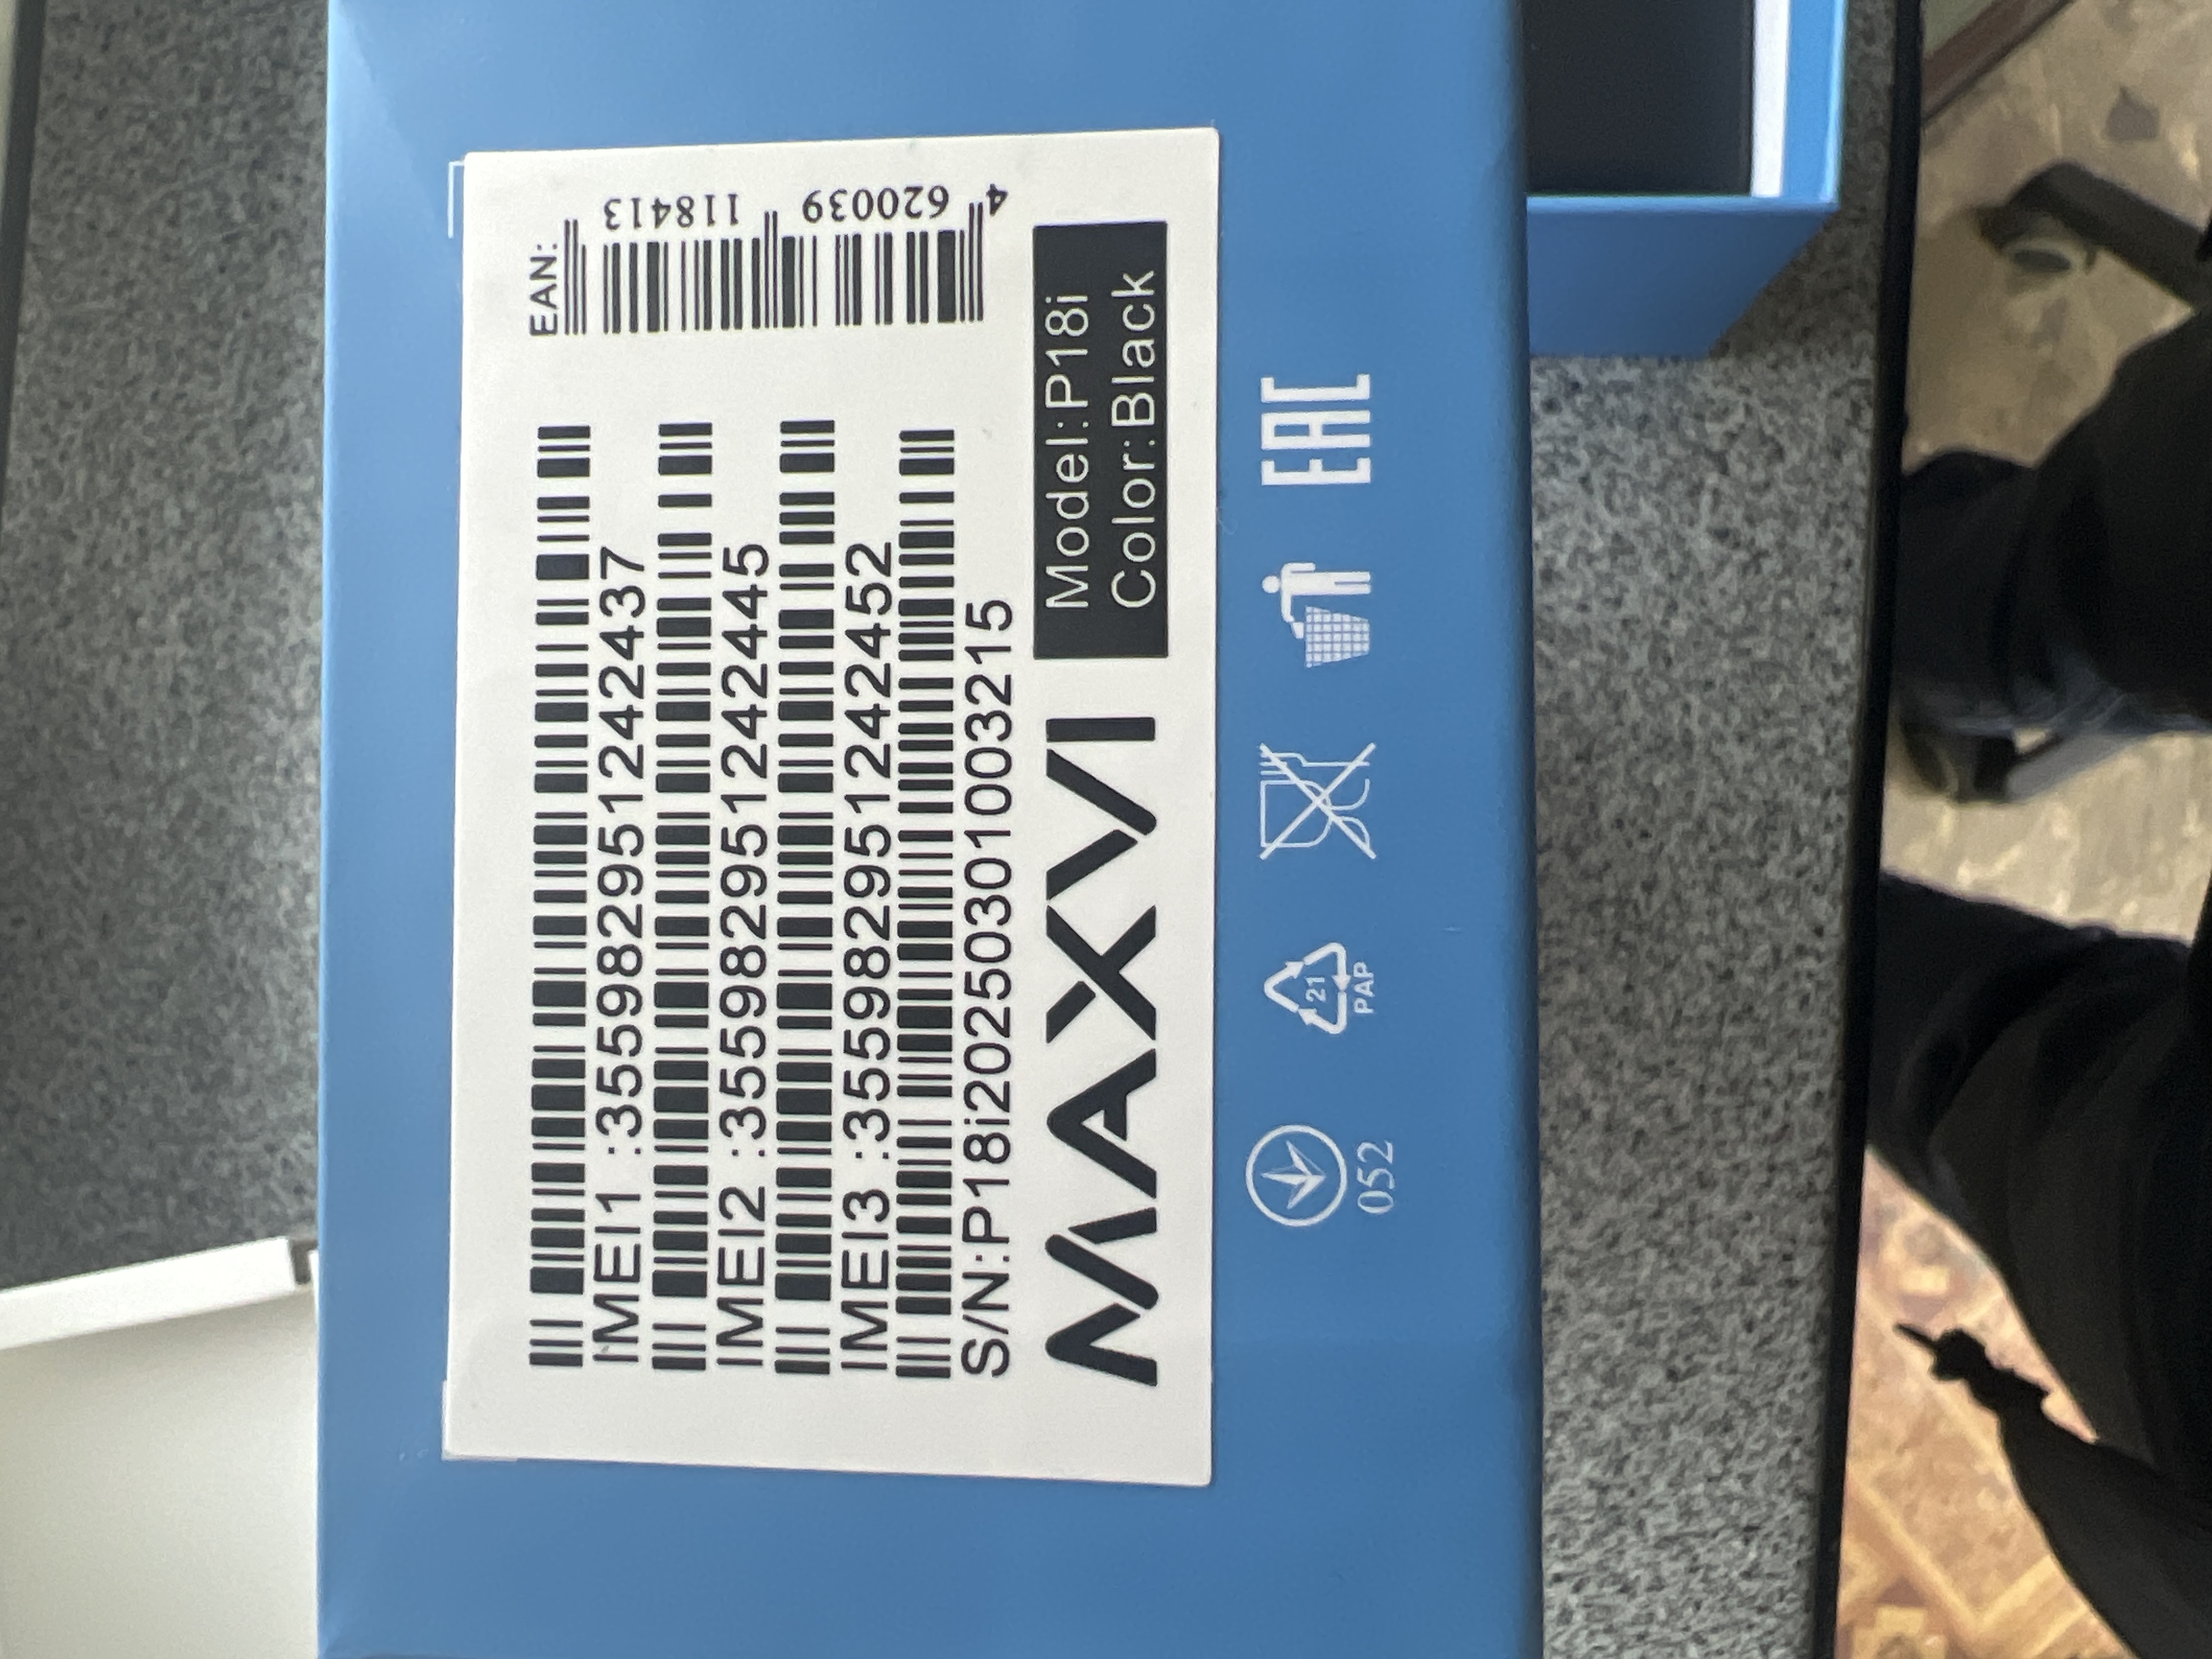 IMEI1 :355982951242437
IMEI2 :355982951242445
IMEI3 :355982951242452
S/N:P18i20250301003215
EAN:
4 620039 118413
MAXVI
Model:P18i
Color:Black
052
21
PAP
EAC